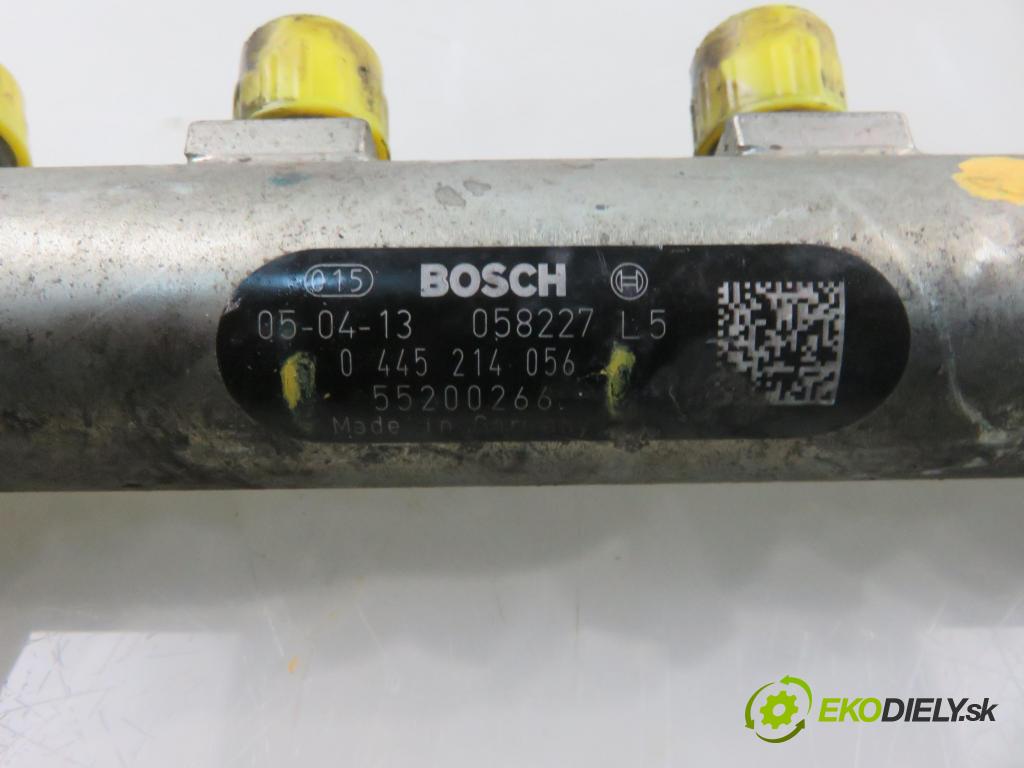 015 BOSCH
05-04-13 058227 L5
0 445 214 056
55200266.
Made in Germany
EKODIELY.sk